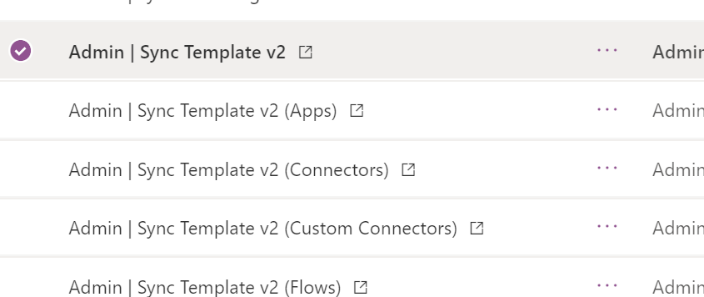 Admin | Sync Template v2 ... Admin
Admin | Sync Template v2 (Apps) ... Admin
Admin | Sync Template v2 (Connectors) ... Admin
Admin | Sync Template v2 (Custom Connectors) ... Admin
Admin | Sync Template v2 (Flows) ... Admin